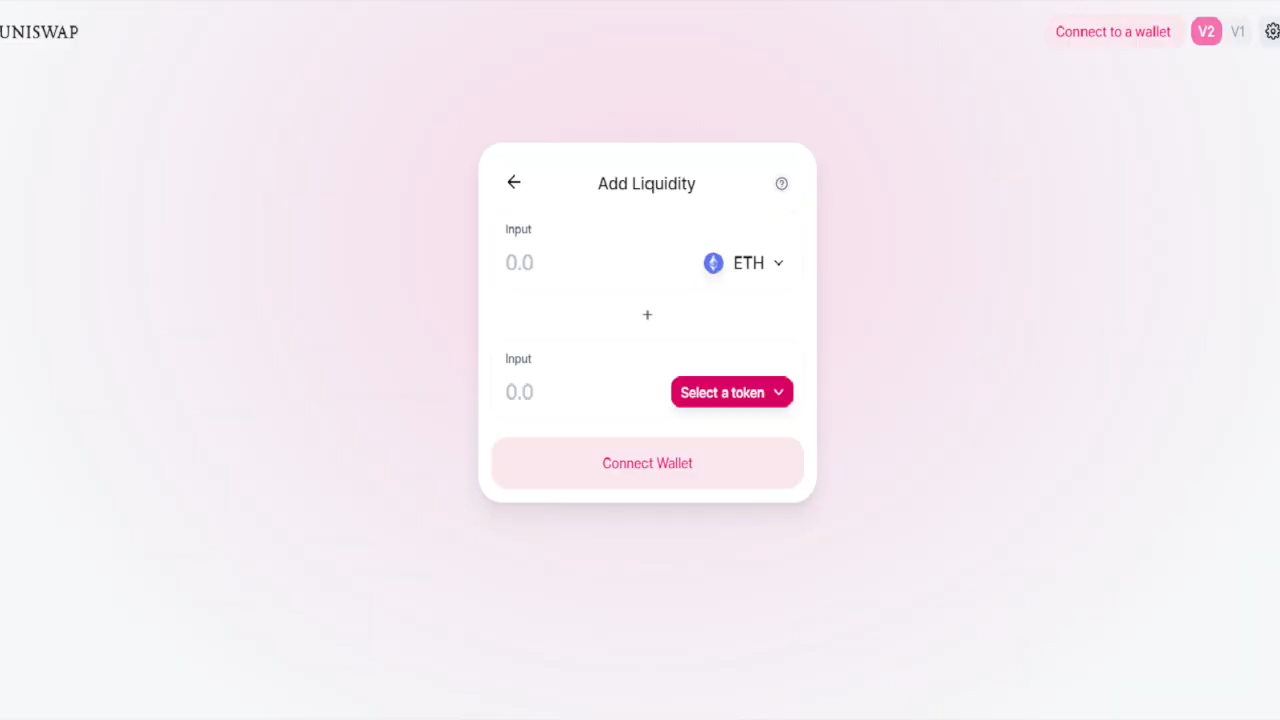 UNISWAP
Connect to a wallet
V2
V1
Add Liquidity
Input
0.0
ETH
+
Input
0.0
Select a token
Connect Wallet